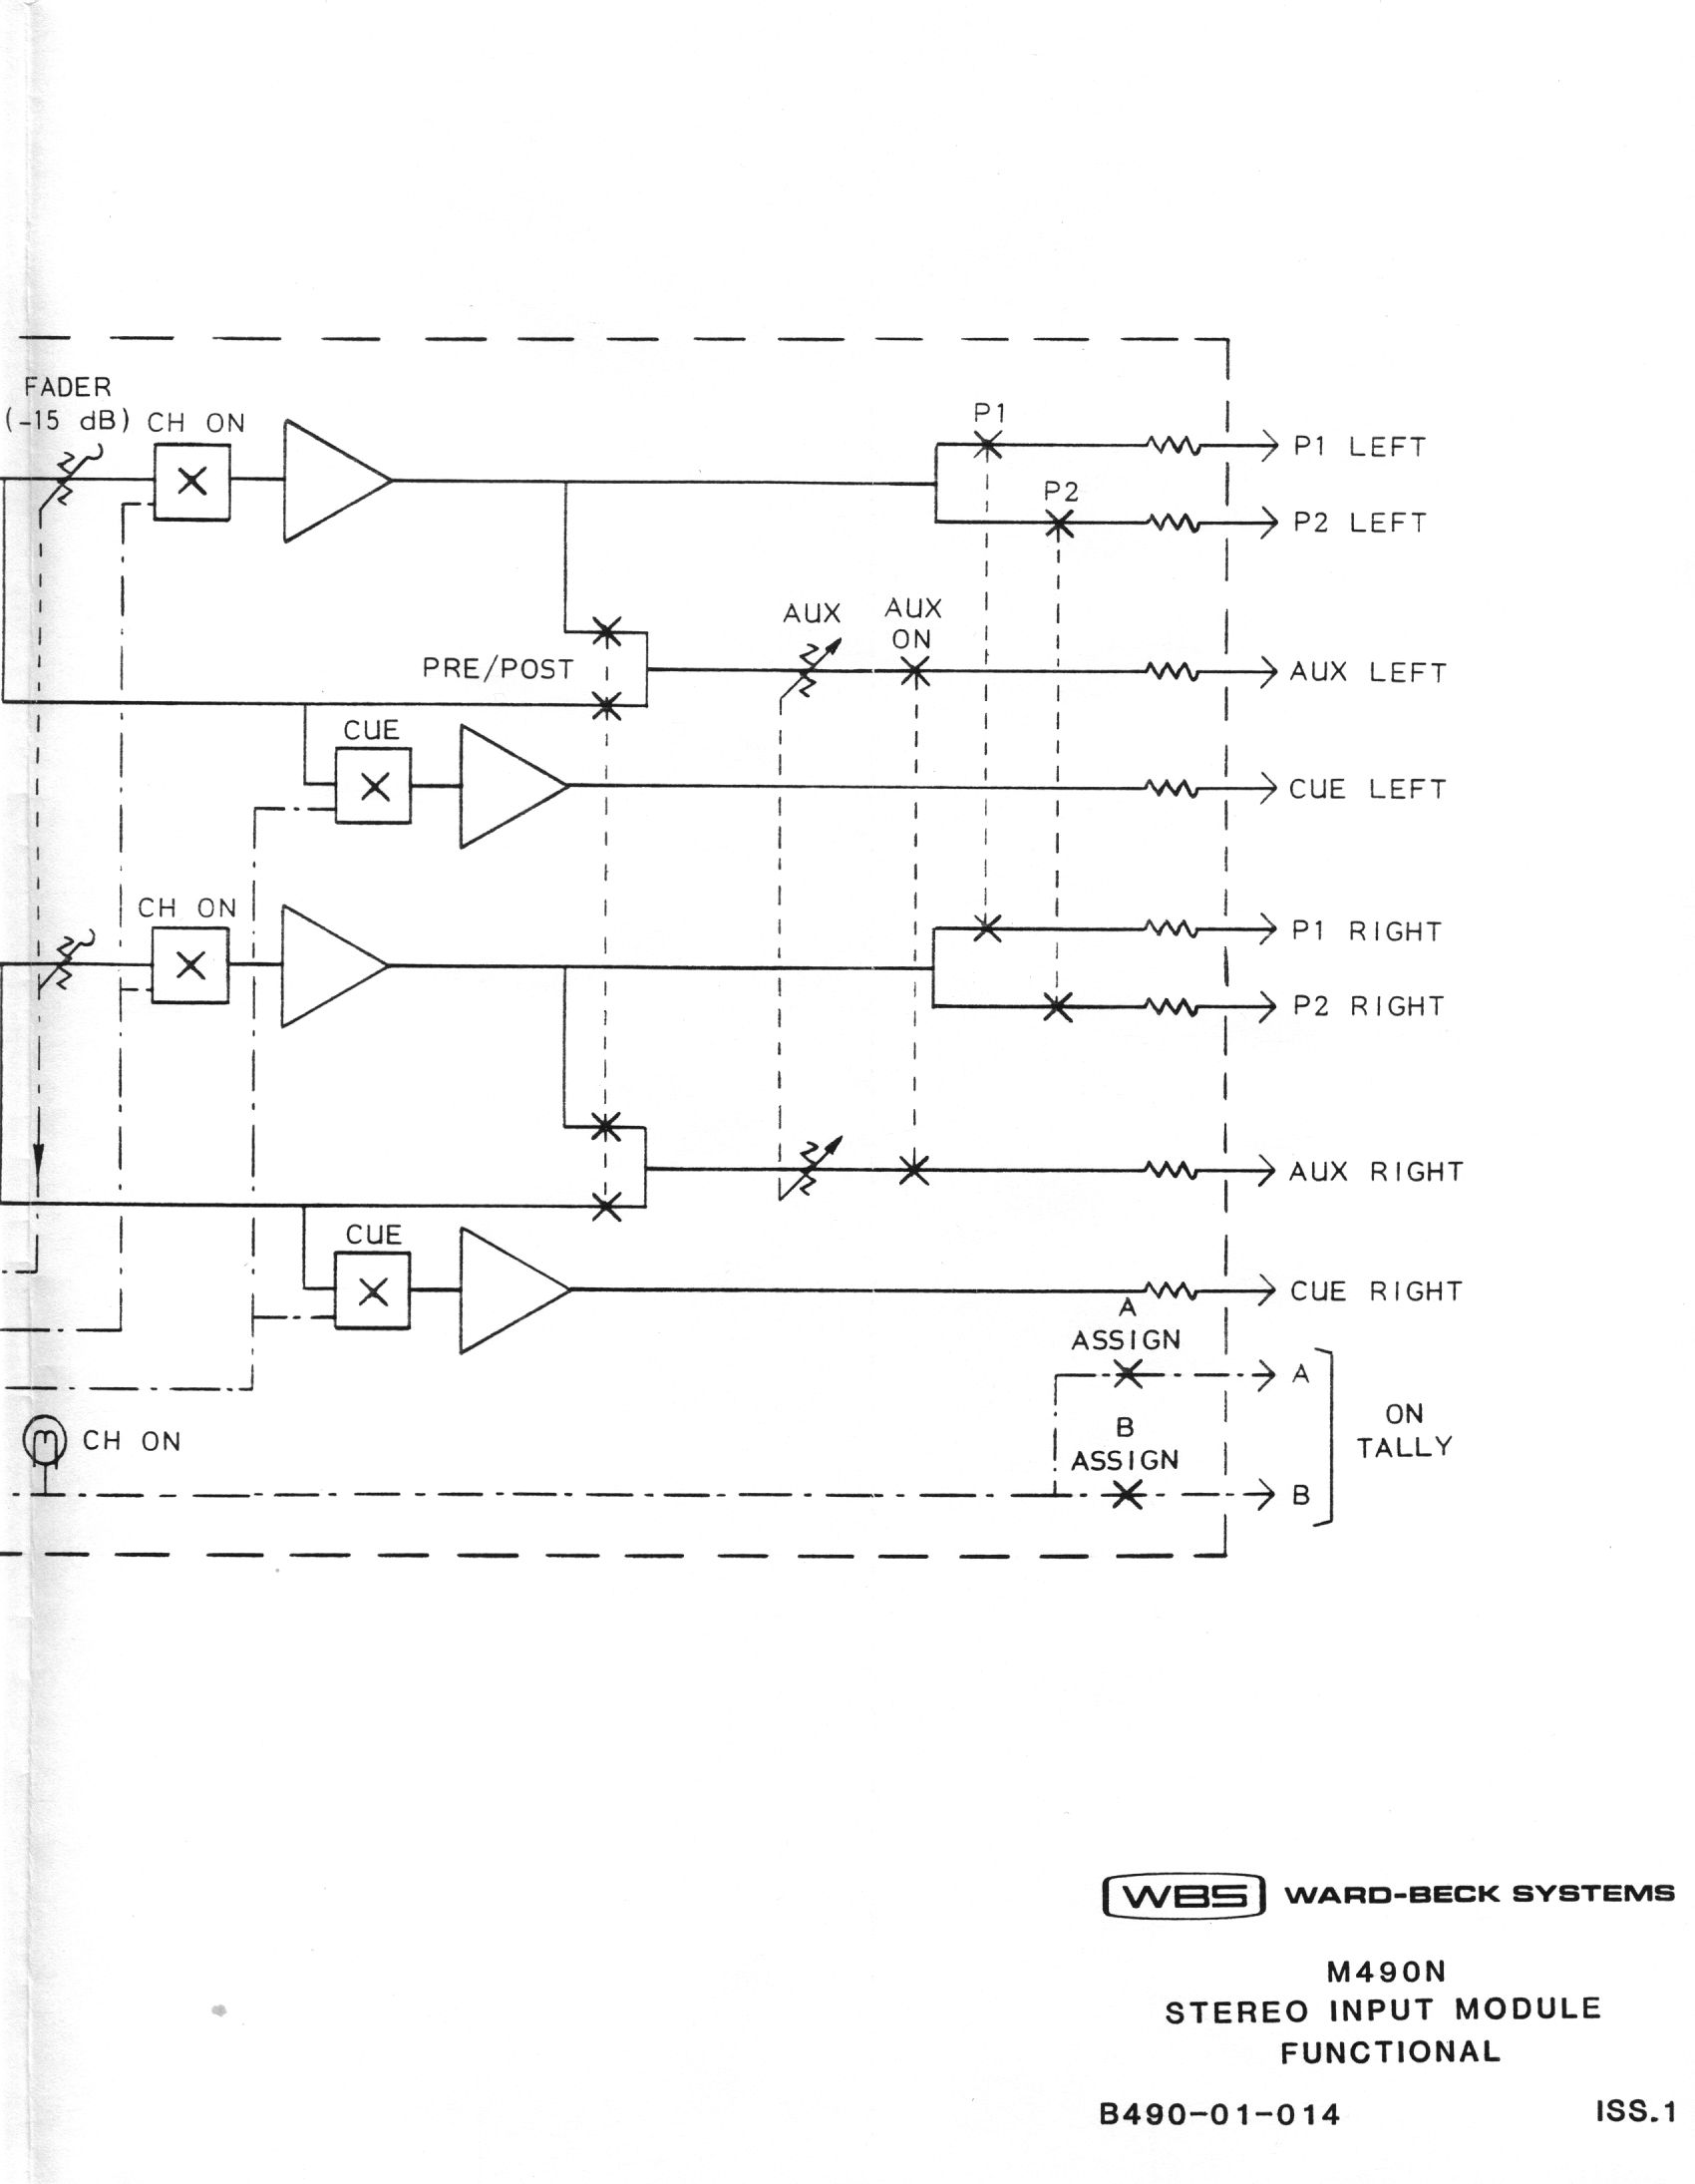 FADER
(-15 dB)
CH ON
P1
P1 LEFT
P2
P2 LEFT
AUX
AUX
ON
PRE/POST
AUX LEFT
CUE
CUE LEFT
CH ON
P1 RIGHT
P2 RIGHT
AUX RIGHT
CUE
CUE RIGHT
A
ASSIGN
A
B
ASSIGN
B
ON
TALLY
CH ON
WBS WARD-BECK SYSTEMS
M490N
STEREO INPUT MODULE
FUNCTIONAL
B490-01-014 ISS.1